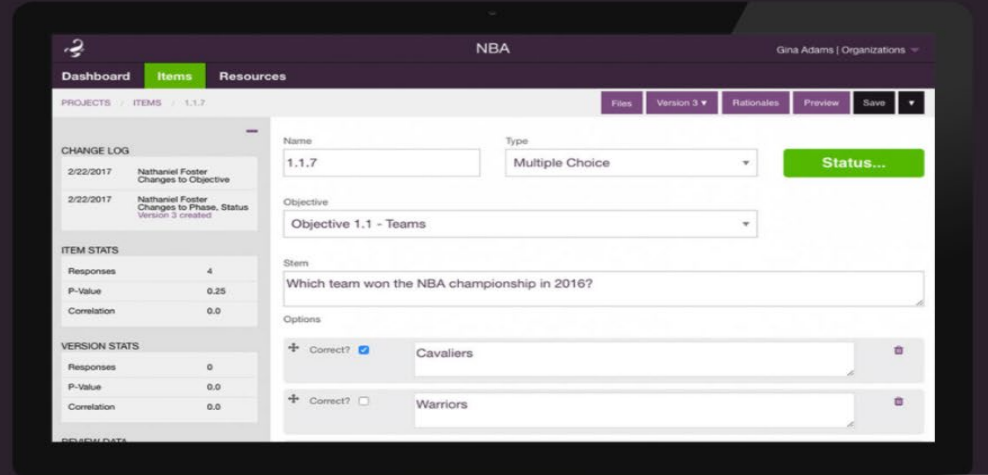 NBA
Gina Adams | Organizations
Dashboard Items Resources
PROJECTS / ITEMS / 1.1.7
Files Version 3 ▼ Rationales Preview Save ▼
CHANGE LOG
2/22/2017 Nathaniel Foster
Changes to Objective
2/22/2017 Nathaniel Foster
Changes to Phase, Status
Version 3 created
ITEM STATS
Responses 4
P-Value 0.25
Correlation 0.0
VERSION STATS
Responses 0
P-Value 0.0
Correlation 0.0
REVIEW DATA
Name
1.1.7
Type
Multiple Choice
Status...
Objective
Objective 1.1 - Teams
Stem
Which team won the NBA championship in 2016?
Options
Correct? Cavaliers
Correct? Warriors